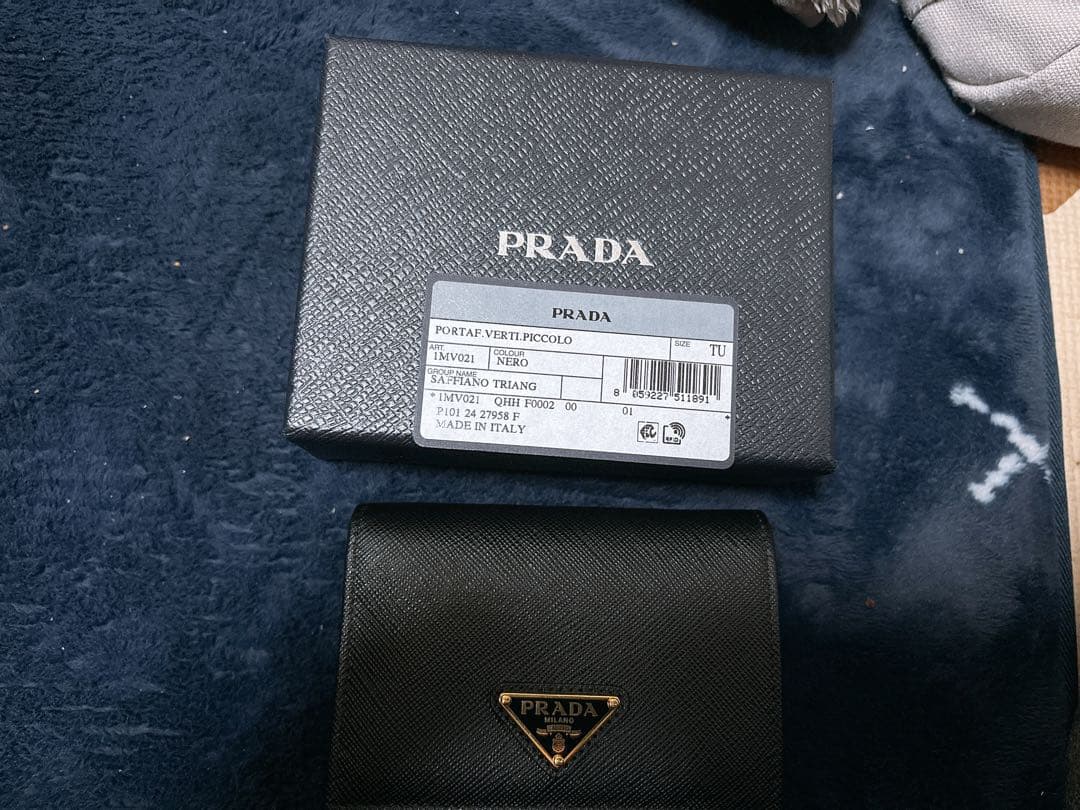 PRADA
PRADA
PORTAF.VERTI.PICCOLO
SIZE TU
ART. 1MV021
COLOUR NERO
GROUP NAME
SAFFIANO TRIANG
8 059227 511891
*1MV021 QHH F0002 00 01 *
P101 24 27958 F
MADE IN ITALY
RFID
PRADA
MILANO